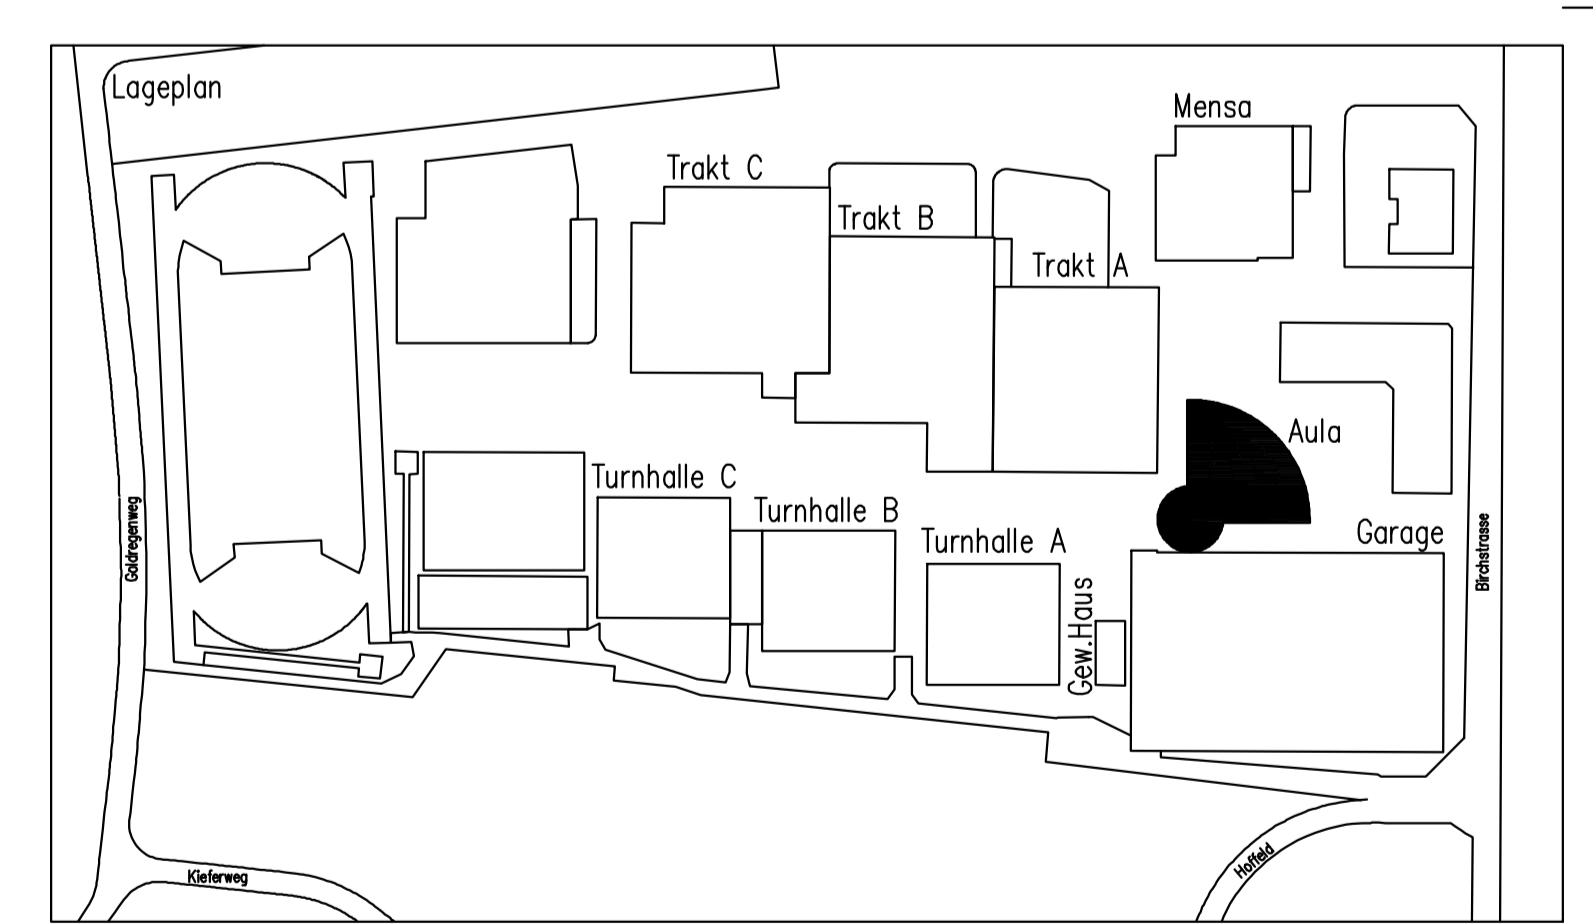 Lageplan
Mensa
Trakt C
Trakt B
Trakt A
Aula
Turnhalle C
Turnhalle B
Turnhalle A
Garage
Gew.Haus
Goldregenweg
Birchstrasse
Kieferweg
Hoffeld